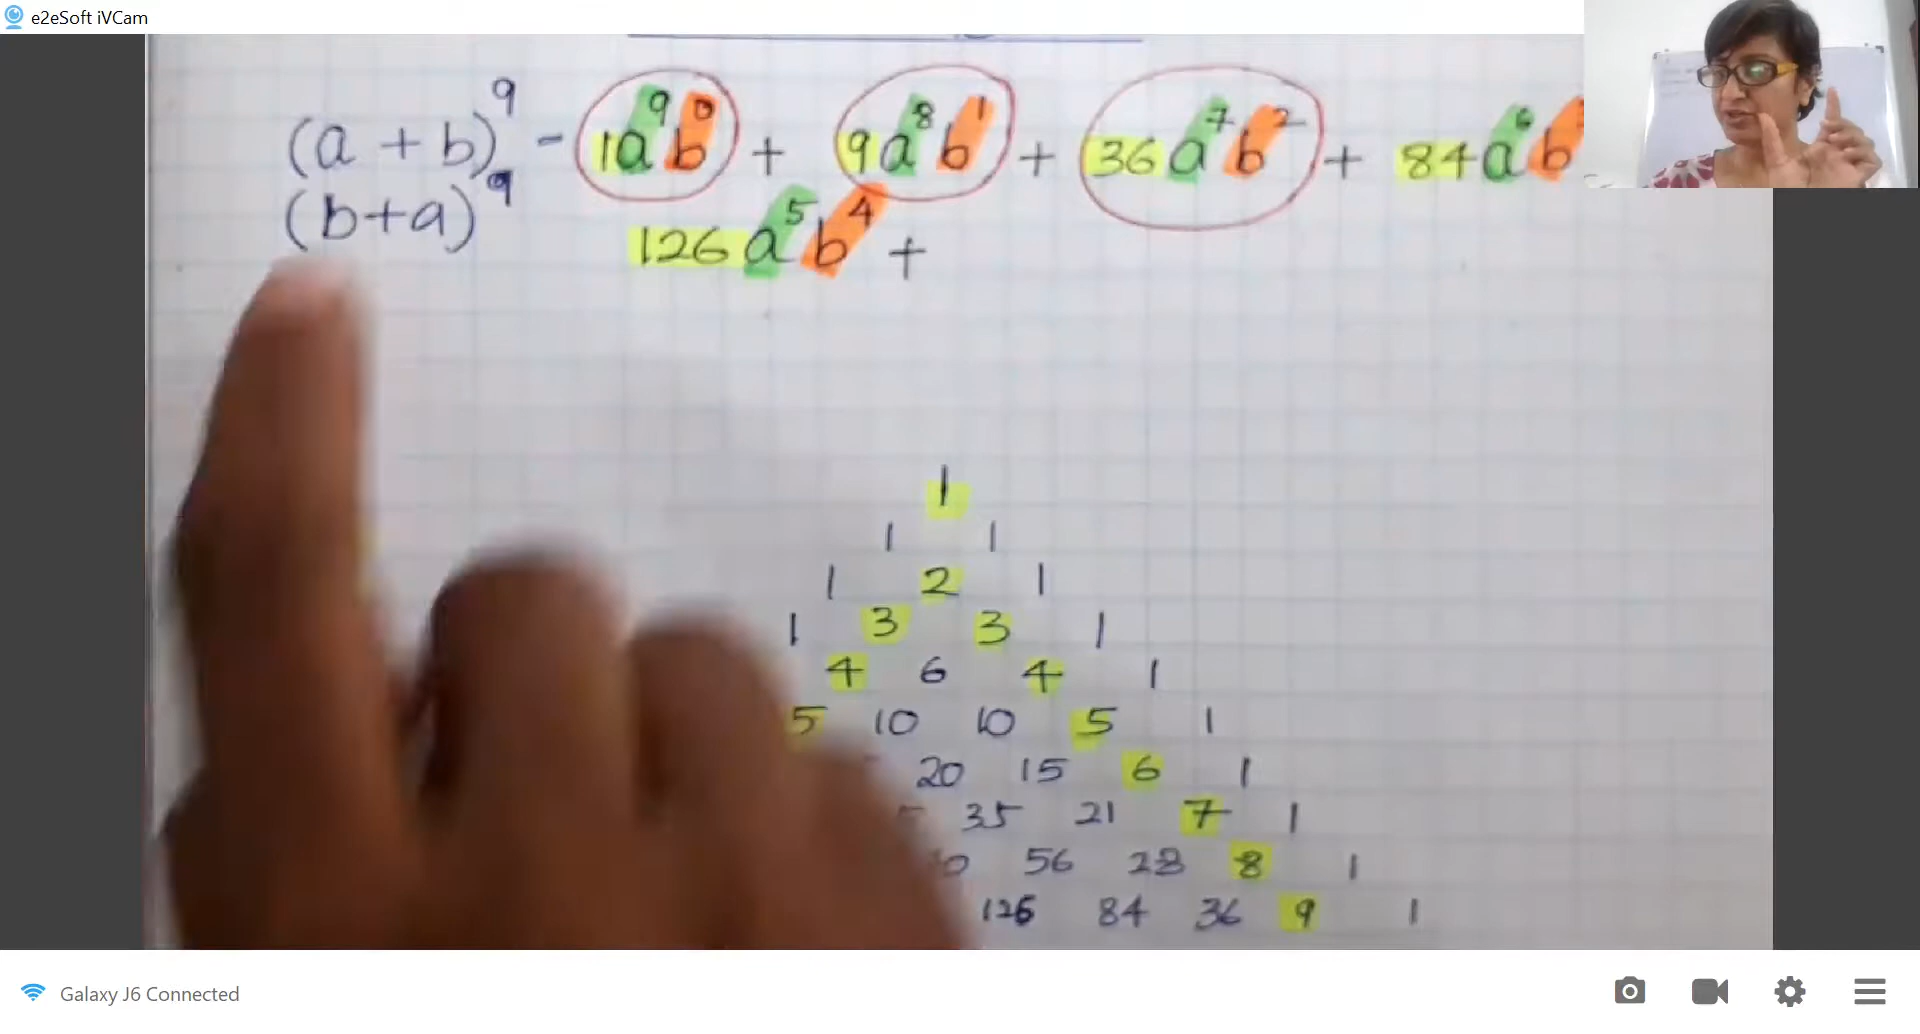 e2eSoft iVCam
(a + b)⁹ - 1a⁹b⁰ + 9a⁸b¹ + 36a⁷b² + 84a⁶b
(b+a)⁹ 126a⁵b⁴ +
1
1 1
1 2 1
1 3 3 1
4 6 4 1
5 10 10 5 1
20 15 6 1
35 21 7 1
56 28 8 1
126 84 36 9 1
Galaxy J6 Connected